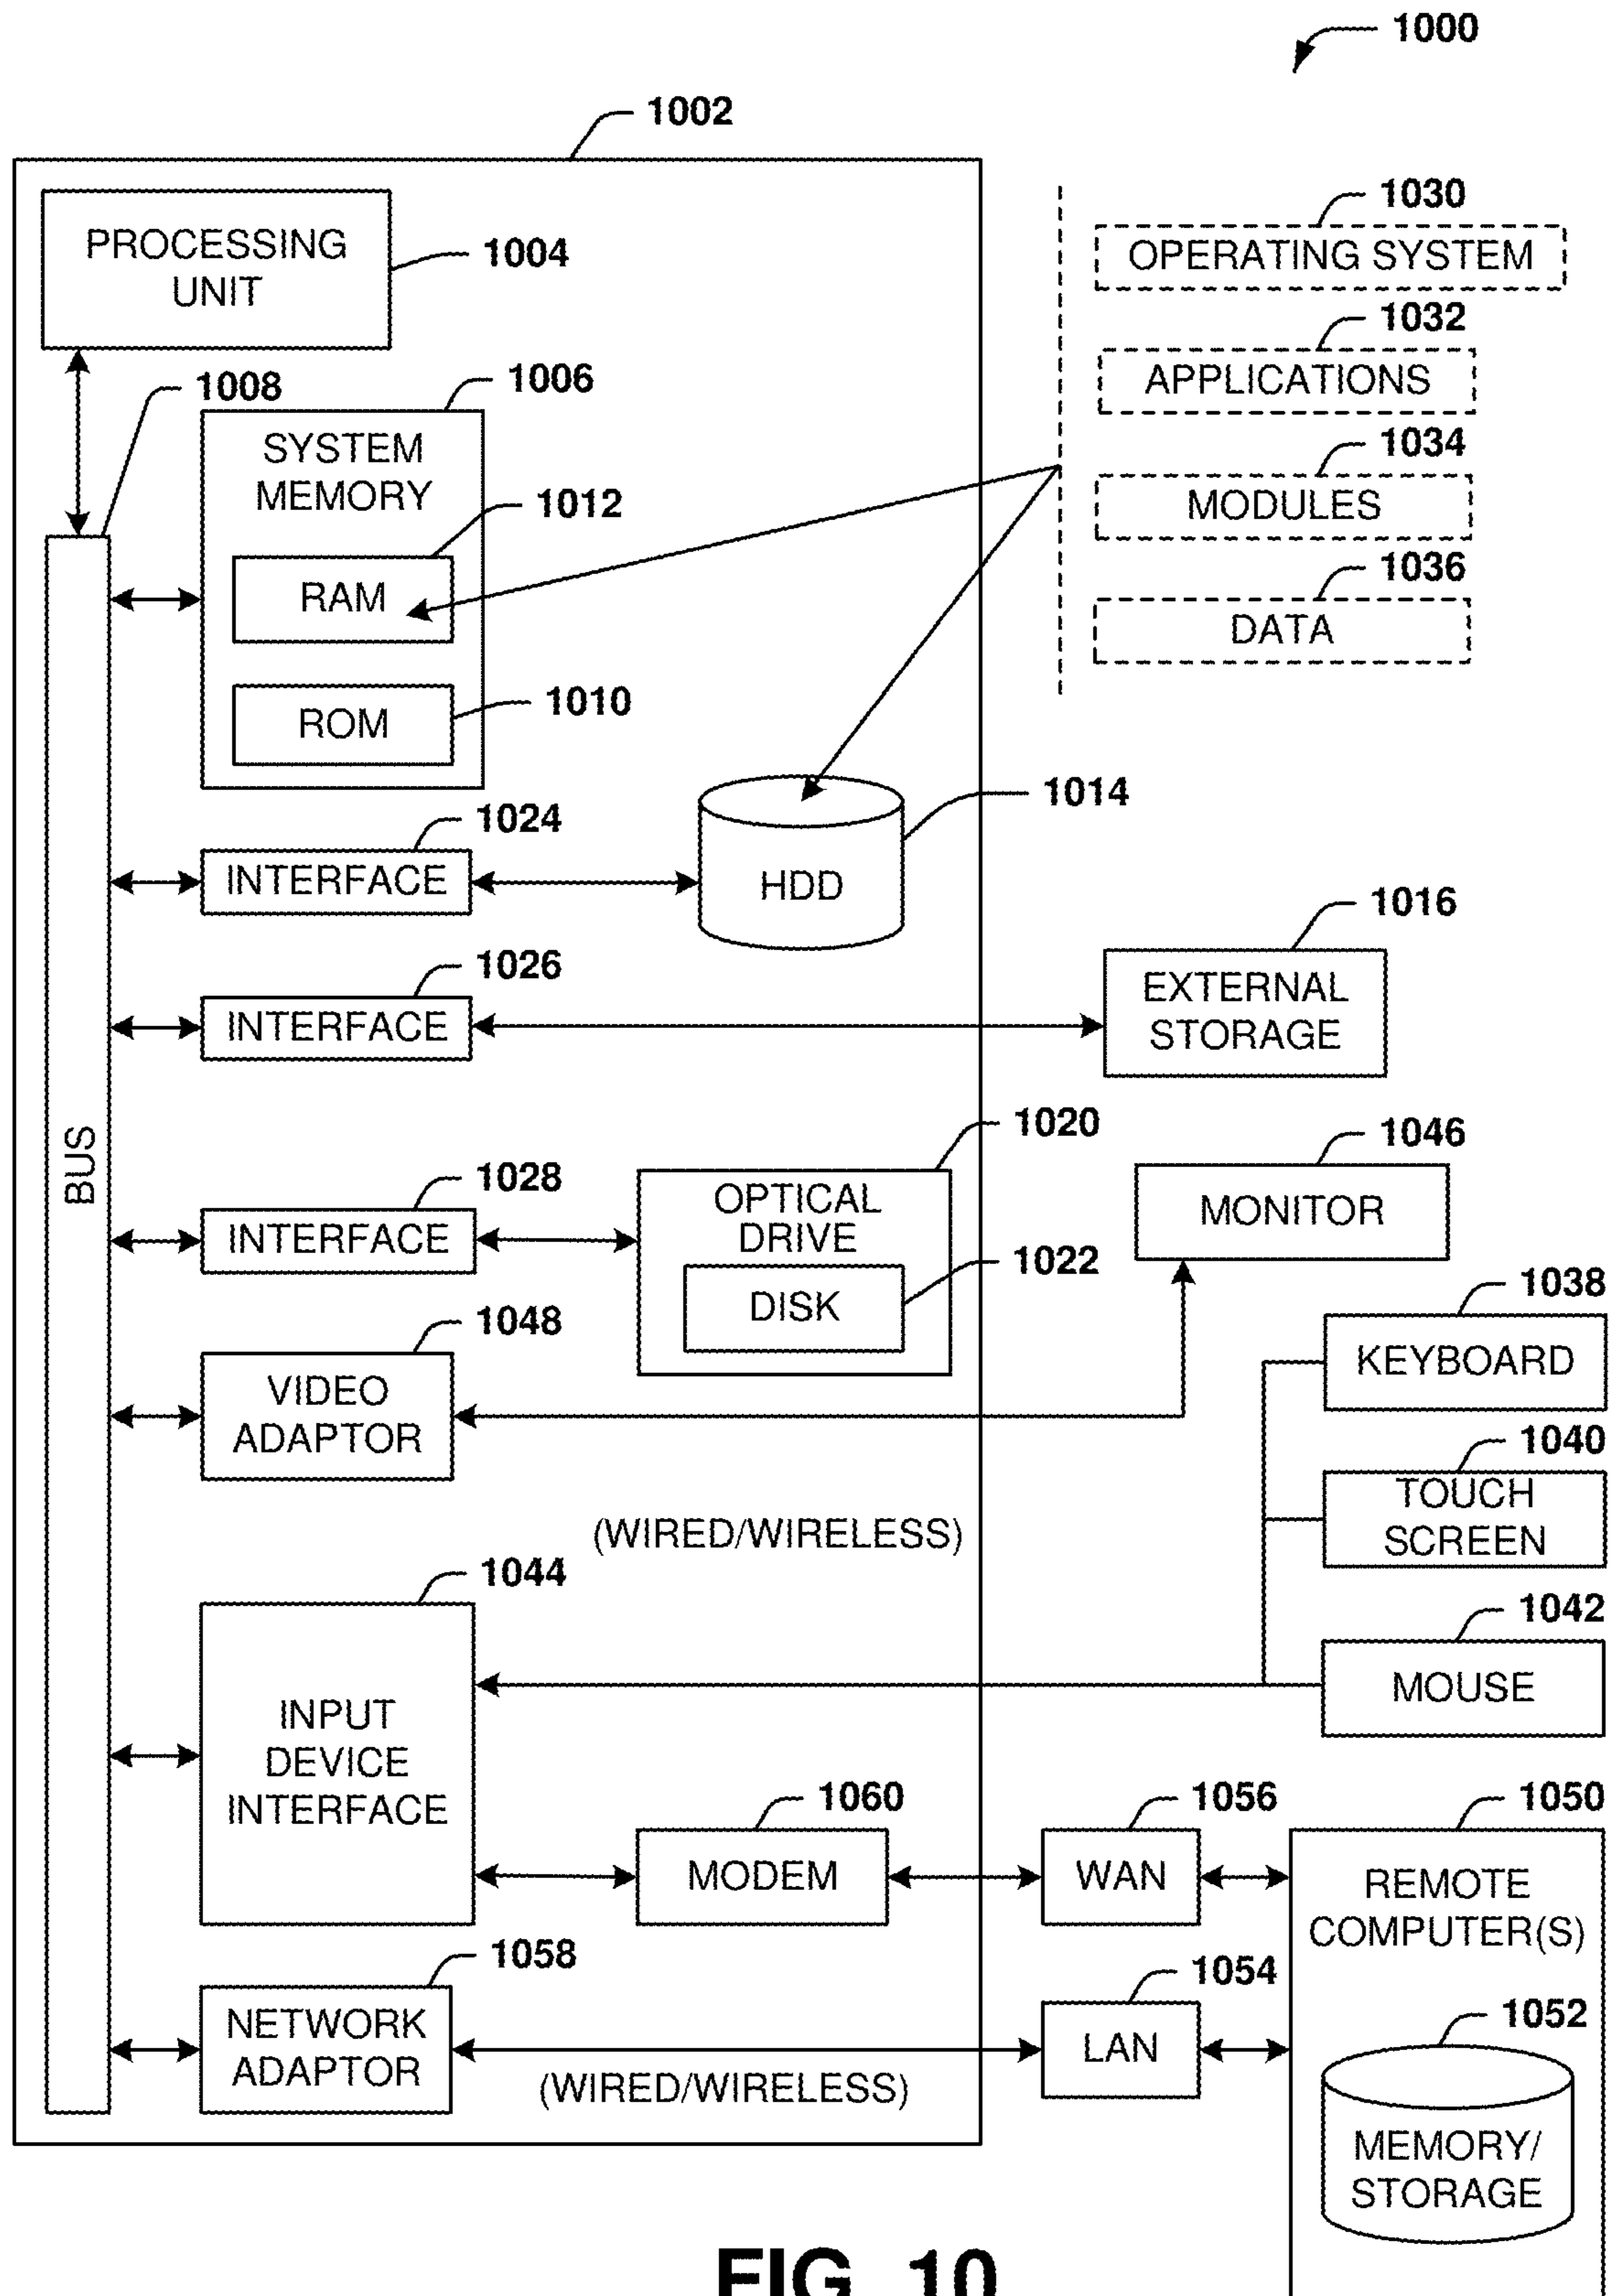 1000
1002
PROCESSING
UNIT
1004
1030
OPERATING SYSTEM
1032
APPLICATIONS
1034
MODULES
1036
DATA
1008
1006
SYSTEM
MEMORY
1012
RAM
1010
ROM
BUS
1024
INTERFACE
1014
HDD
1026
INTERFACE
1016
EXTERNAL
STORAGE
1028
INTERFACE
1020
OPTICAL
DRIVE
1022
DISK
1046
MONITOR
1048
VIDEO
ADAPTOR
1038
KEYBOARD
1040
TOUCH
SCREEN
(WIRED/WIRELESS)
1042
MOUSE
1044
INPUT
DEVICE
INTERFACE
1060
MODEM
1056
WAN
1050
REMOTE
COMPUTER(S)
1058
NETWORK
ADAPTOR
(WIRED/WIRELESS)
1054
LAN
1052
MEMORY/
STORAGE
FIG. 10